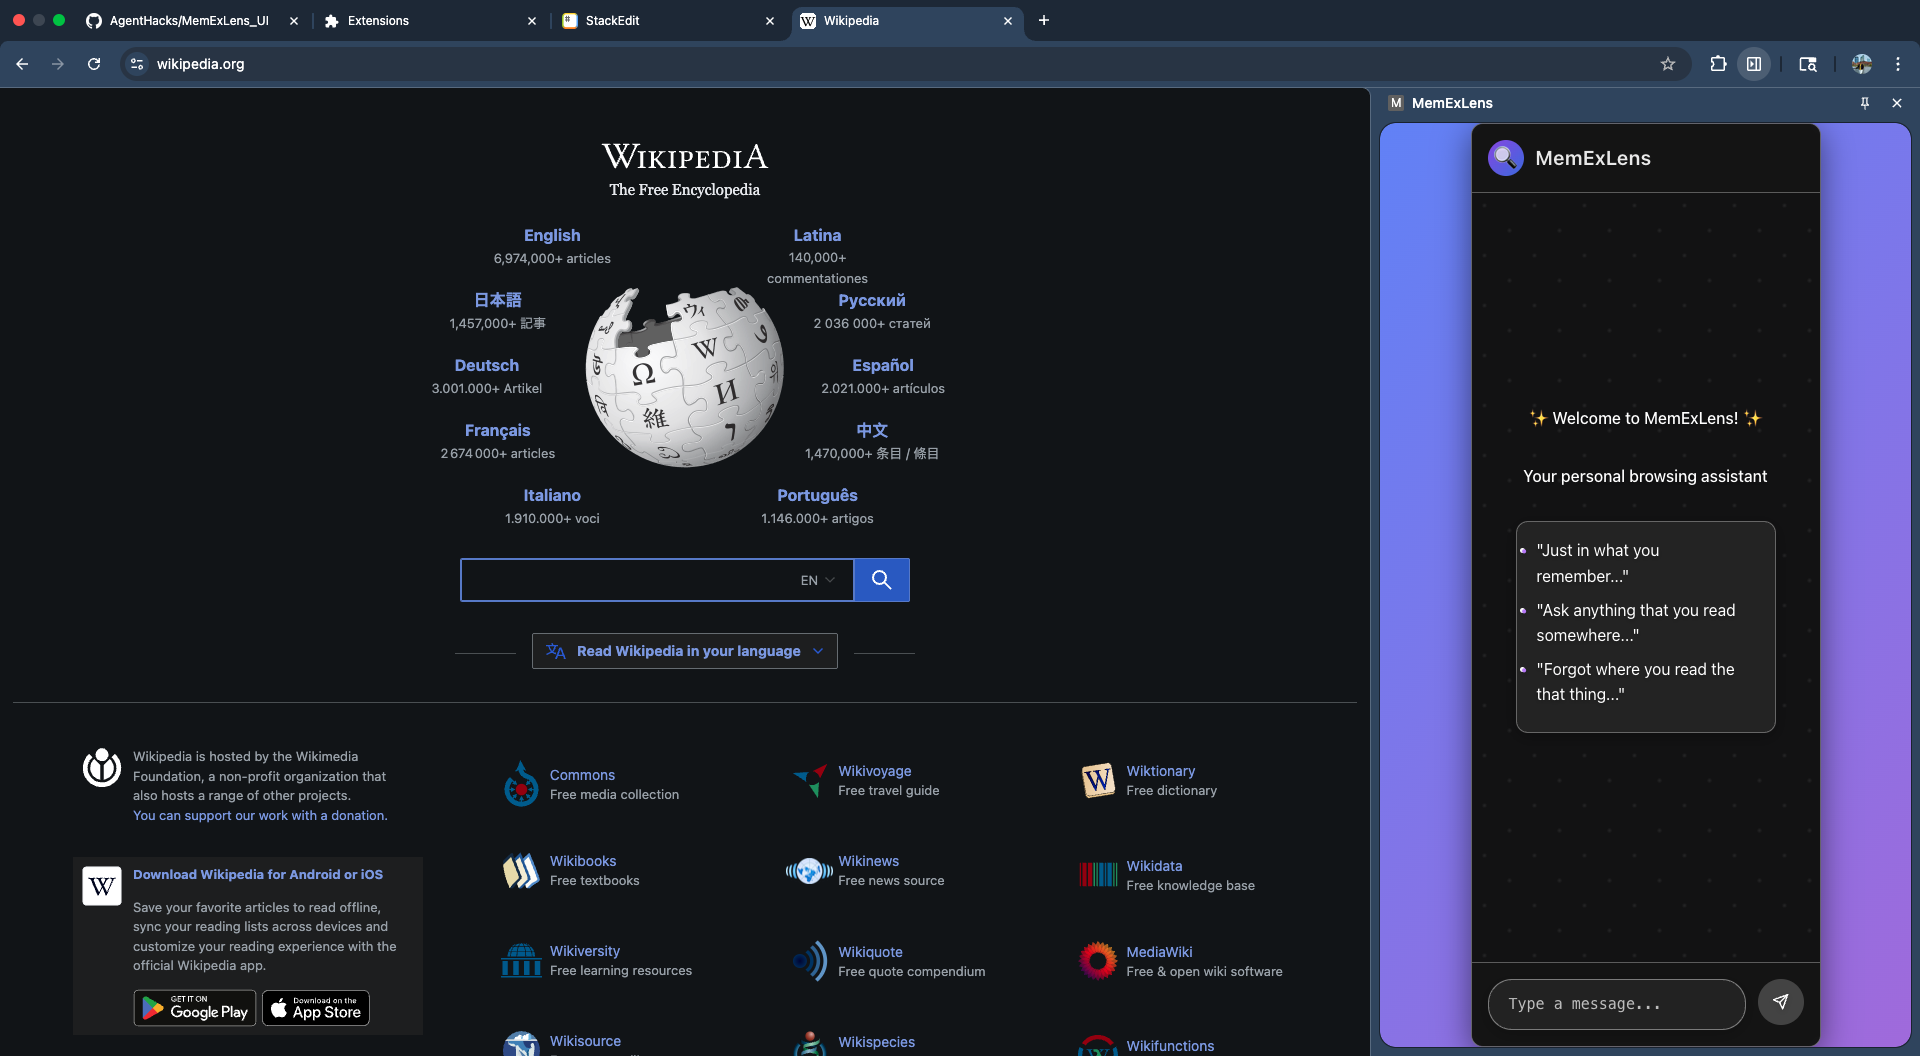 AgentHacks/MemExLens_UI
Extensions
StackEdit
Wikipedia
wikipedia.org
M MemExLens
WIKIPEDIA
The Free Encyclopedia
English
6,974,000+ articles
Latina
140,000+
commentationes
日本語
1,457,000+ 記事
Русский
2 036 000+ статей
Deutsch
3.001.000+ Artikel
Español
2.021.000+ artículos
Français
2 674 000+ articles
中文
1,470,000+ 条目 / 條目
Italiano
1.910.000+ voci
Português
1.146.000+ artigos
EN
Read Wikipedia in your language
Wikipedia is hosted by the Wikimedia
Foundation, a non-profit organization that
also hosts a range of other projects.
You can support our work with a donation.
Download Wikipedia for Android or iOS
Save your favorite articles to read offline,
sync your reading lists across devices and
customize your reading experience with the
official Wikipedia app.
GET IT ON
Google Play
Download on the
App Store
Commons
Free media collection
Wikivoyage
Free travel guide
Wiktionary
Free dictionary
Wikibooks
Free textbooks
Wikinews
Free news source
Wikidata
Free knowledge base
Wikiversity
Free learning resources
Wikiquote
Free quote compendium
MediaWiki
Free & open wiki software
Wikisource
Wikispecies
Wikifunctions
MemExLens
✨ Welcome to MemExLens! ✨
Your personal browsing assistant
"Just in what you
remember..."
"Ask anything that you read
somewhere..."
"Forgot where you read the
that thing..."
Type a message...